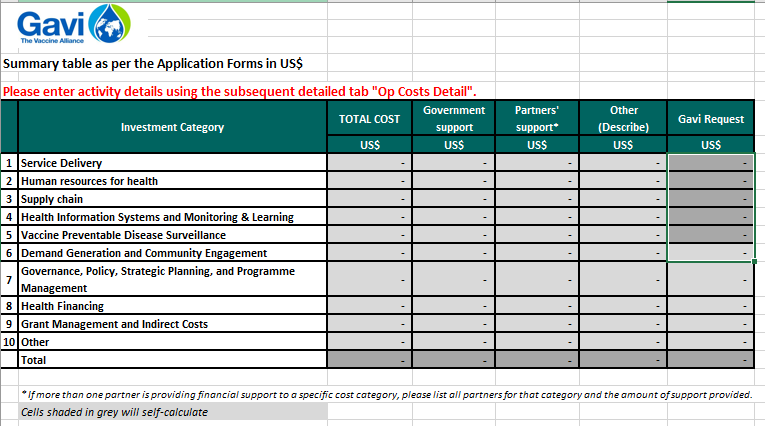 Gavi
The Vaccine Alliance
Summary table as per the Application Forms in US$
Please enter activity details using the subsequent detailed tab "Op Costs Detail".
Investment Category TOTAL COST Government support Partners' support* Other (Describe) Gavi Request
US$ US$ US$ US$ US$
1 Service Delivery - - - - -
2 Human resources for health - - - - -
3 Supply chain - - - - -
4 Health Information Systems and Monitoring & Learning - - - - -
5 Vaccine Preventable Disease Surveillance - - - - -
6 Demand Generation and Community Engagement - - - - -
7 Governance, Policy, Strategic Planning, and Programme
Management - - - - -
8 Health Financing - - - - -
9 Grant Management and Indirect Costs - - - - -
10 Other - - - - -
Total - - - - -
* If more than one partner is providing financial support to a specific cost category, please list all partners for that category and the amount of support provided.
Cells shaded in grey will self-calculate